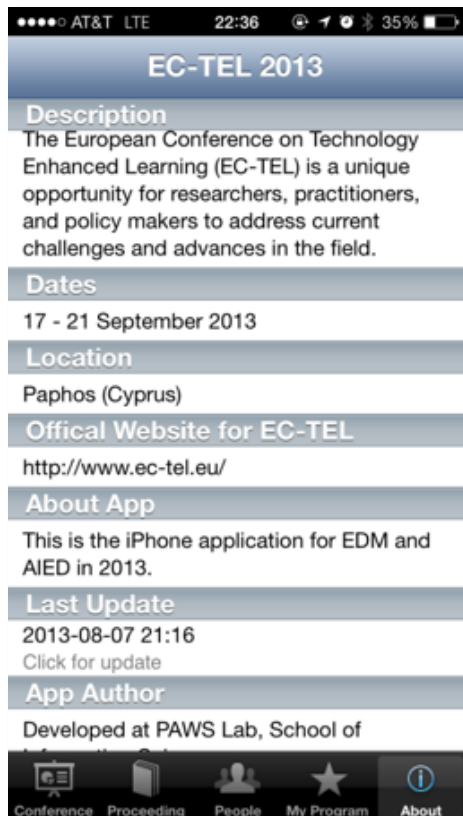 AT&T LTE 22:36 35%
EC-TEL 2013
Description
The European Conference on Technology
Enhanced Learning (EC-TEL) is a unique
opportunity for researchers, practitioners,
and policy makers to address current
challenges and advances in the field.
Dates
17 - 21 September 2013
Location
Paphos (Cyprus)
Offical Website for EC-TEL
http://www.ec-tel.eu/
About App
This is the iPhone application for EDM and
AIED in 2013.
Last Update
2013-08-07 21:16
Click for update
App Author
Developed at PAWS Lab, School of
Conference Proceeding People My Program About